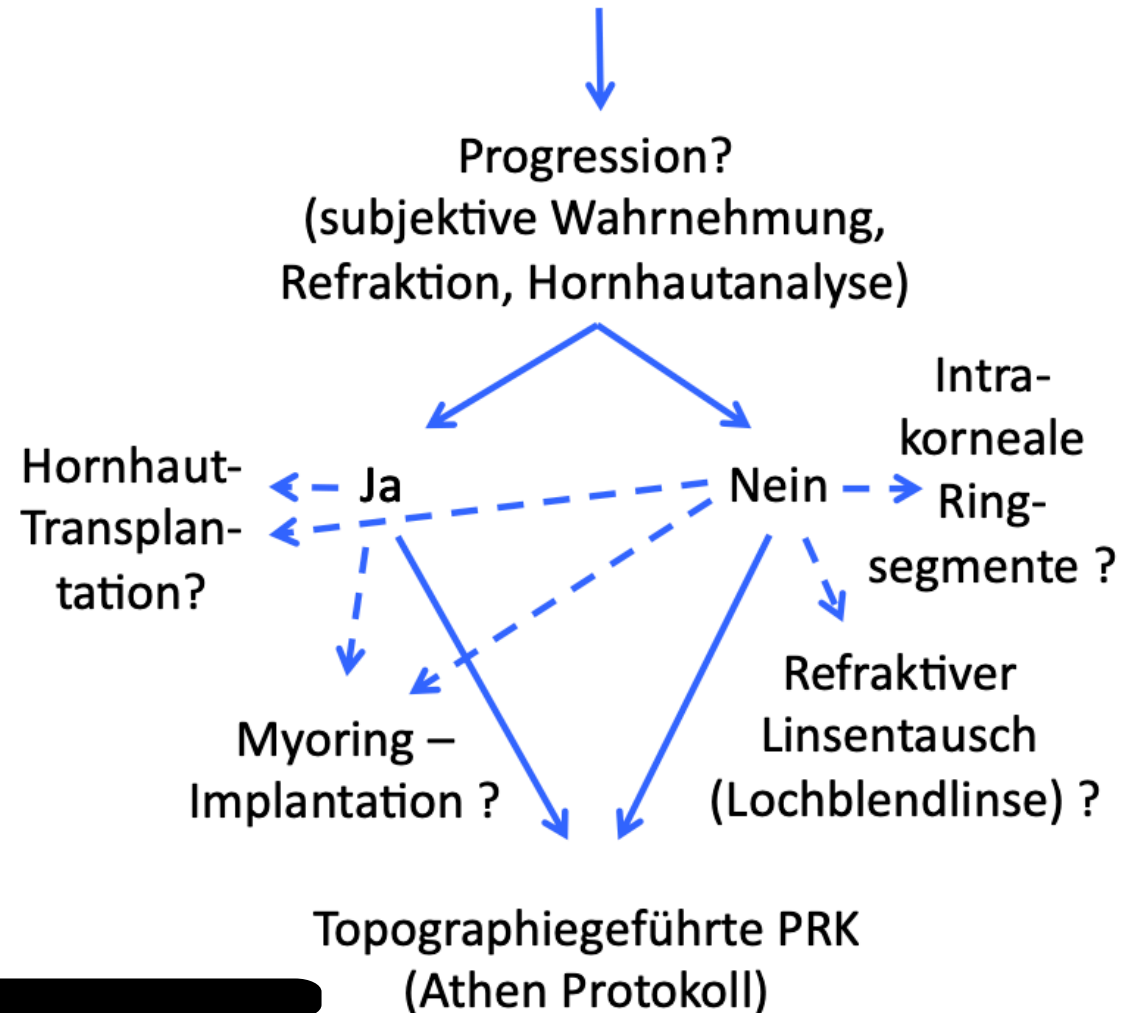 Progression?
(subjektive Wahrnehmung,
Refraktion, Hornhautanalyse)
Hornhaut-
Transplan-
tation?
Ja
Nein
Intra-
korneale
Ring-
segmente ?
Myoring –
Implantation ?
Refraktiver
Linsentausch
(Lochblendlinse) ?
Topographiegeführte PRK
(Athen Protokoll)